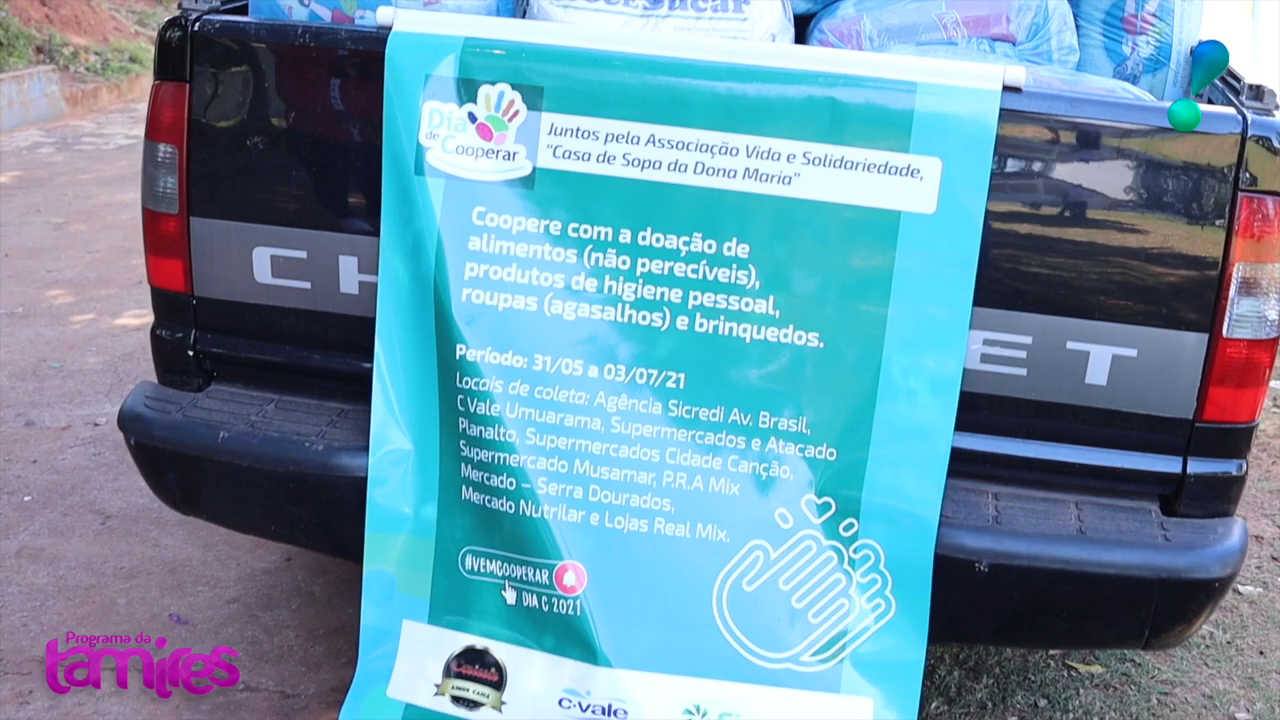 Dia
de Cooperar
Juntos pela Associação Vida e Solidariedade,
"Casa de Sopa da Dona Maria"
Coopere com a doação de
alimentos (não perecíveis),
produtos de higiene pessoal,
roupas (agasalhos) e brinquedos.
Período: 31/05 a 03/07/21
Locais de coleta: Agência Sicredi Av. Brasil,
C Vale Umuarama, Supermercados e Atacado
Planalto, Supermercados Cidade Canção,
Supermercado Musamar, P.R.A MIx
Mercado – Serra Dourados,
Mercado Nutrilar e Lojas Real MIx.
#VEMCOOPERAR
DIA C 2021
c.vale
CH
ET
Programa da
tamires